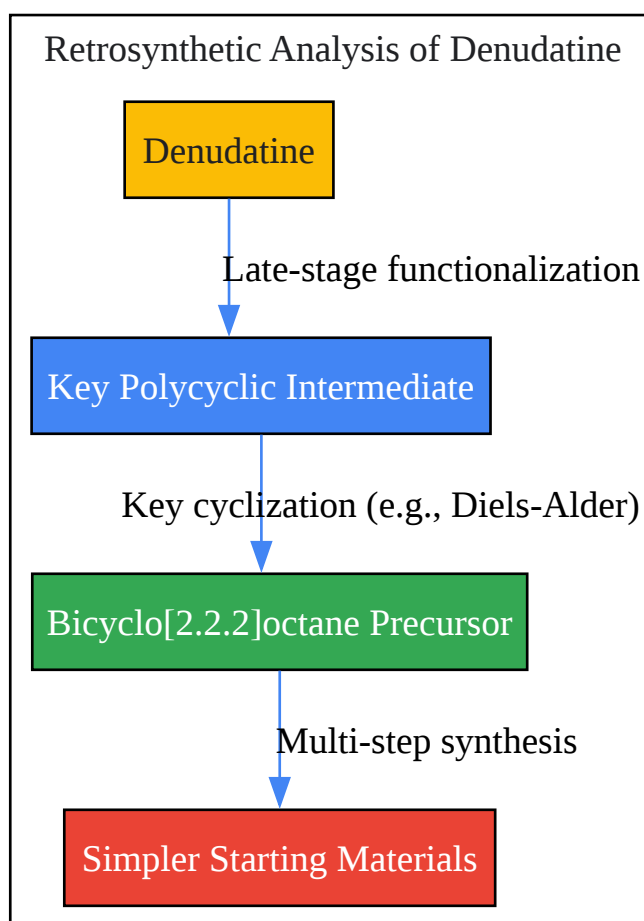 Retrosynthetic Analysis of Denudatine
Denudatine
Late-stage functionalization
Key Polycyclic Intermediate
Key cyclization (e.g., Diels-Alder)
Bicyclo[2.2.2]octane Precursor
Multi-step synthesis
Simpler Starting Materials